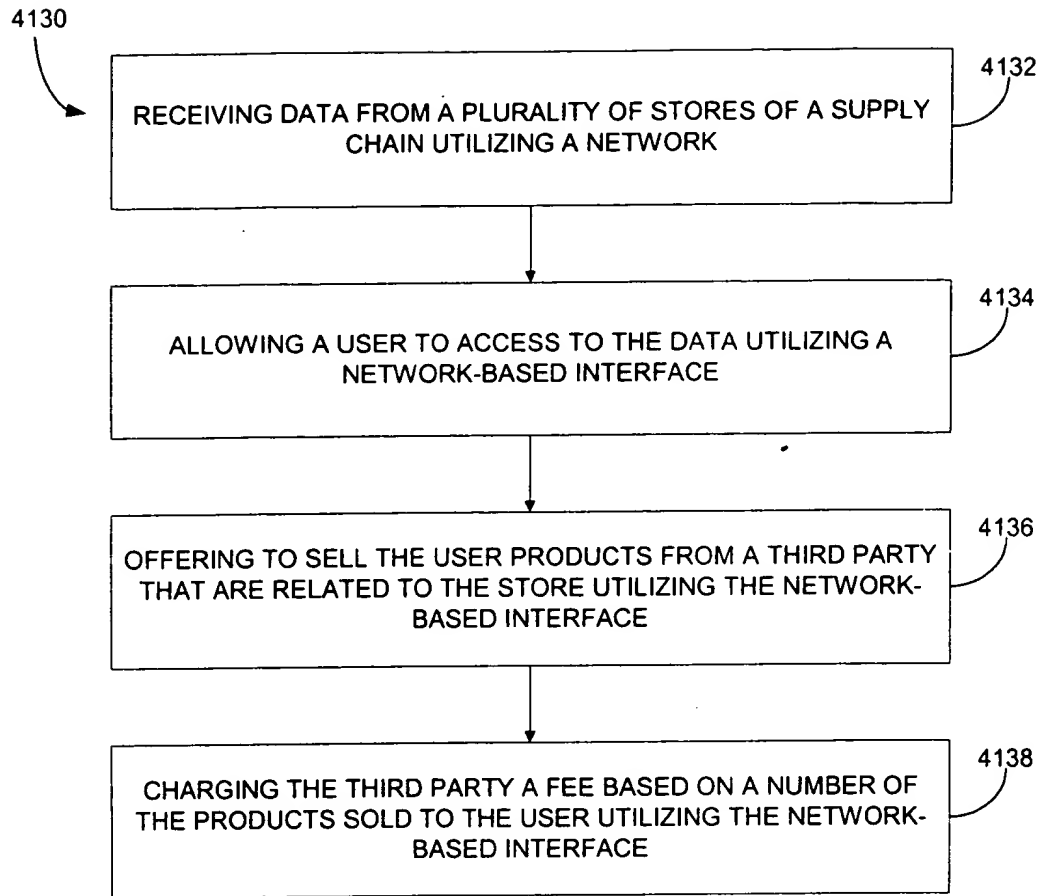 4130
4132
RECEIVING DATA FROM A PLURALITY OF STORES OF A SUPPLY
CHAIN UTILIZING A NETWORK
4134
ALLOWING A USER TO ACCESS TO THE DATA UTILIZING A
NETWORK-BASED INTERFACE
4136
OFFERING TO SELL THE USER PRODUCTS FROM A THIRD PARTY
THAT ARE RELATED TO THE STORE UTILIZING THE NETWORK-
BASED INTERFACE
4138
CHARGING THE THIRD PARTY A FEE BASED ON A NUMBER OF
THE PRODUCTS SOLD TO THE USER UTILIZING THE NETWORK-
BASED INTERFACE